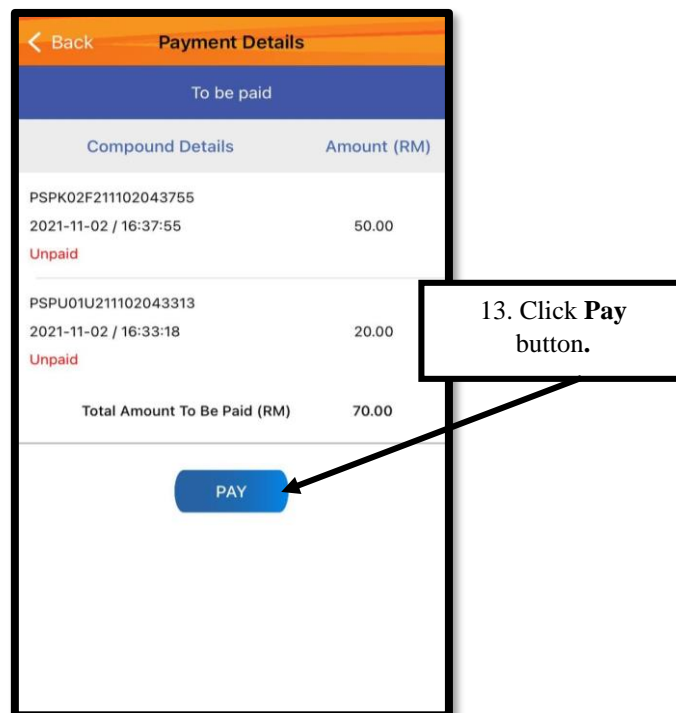 Back
Payment Details
To be paid
Compound Details Amount (RM)
PSPK02F211102043755
2021-11-02 / 16:37:55 50.00
Unpaid
PSPU01U211102043313
2021-11-02 / 16:33:18 20.00
Unpaid
Total Amount To Be Paid (RM) 70.00
PAY
13. Click Pay
button.